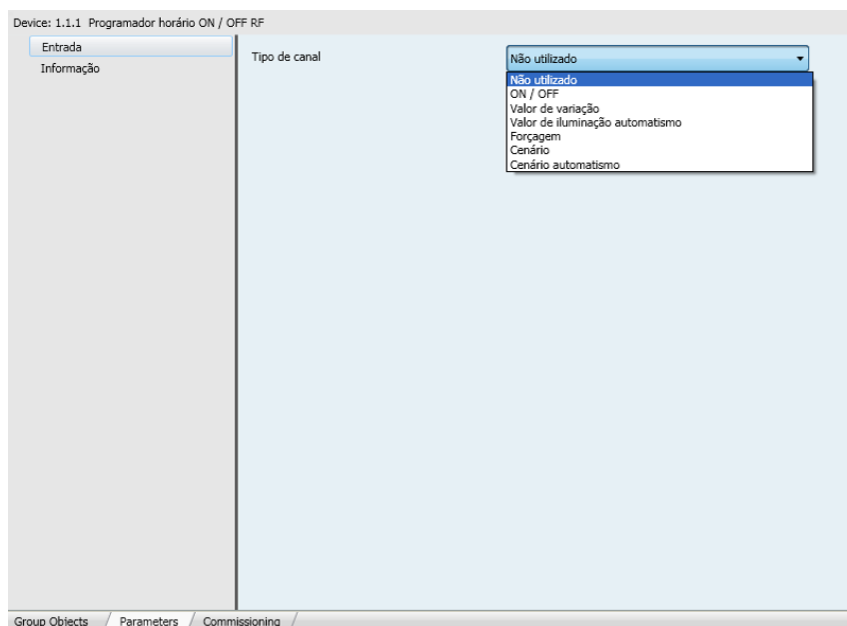 Device: 1.1.1 Programador horário ON / OFF RF
Entrada
Informação
Tipo de canal
Não utilizado
Não utilizado
ON / OFF
Valor de variação
Valor de iluminação automatismo
Forçagem
Cenário
Cenário automatismo
Group Objects
Parameters
Commissioning